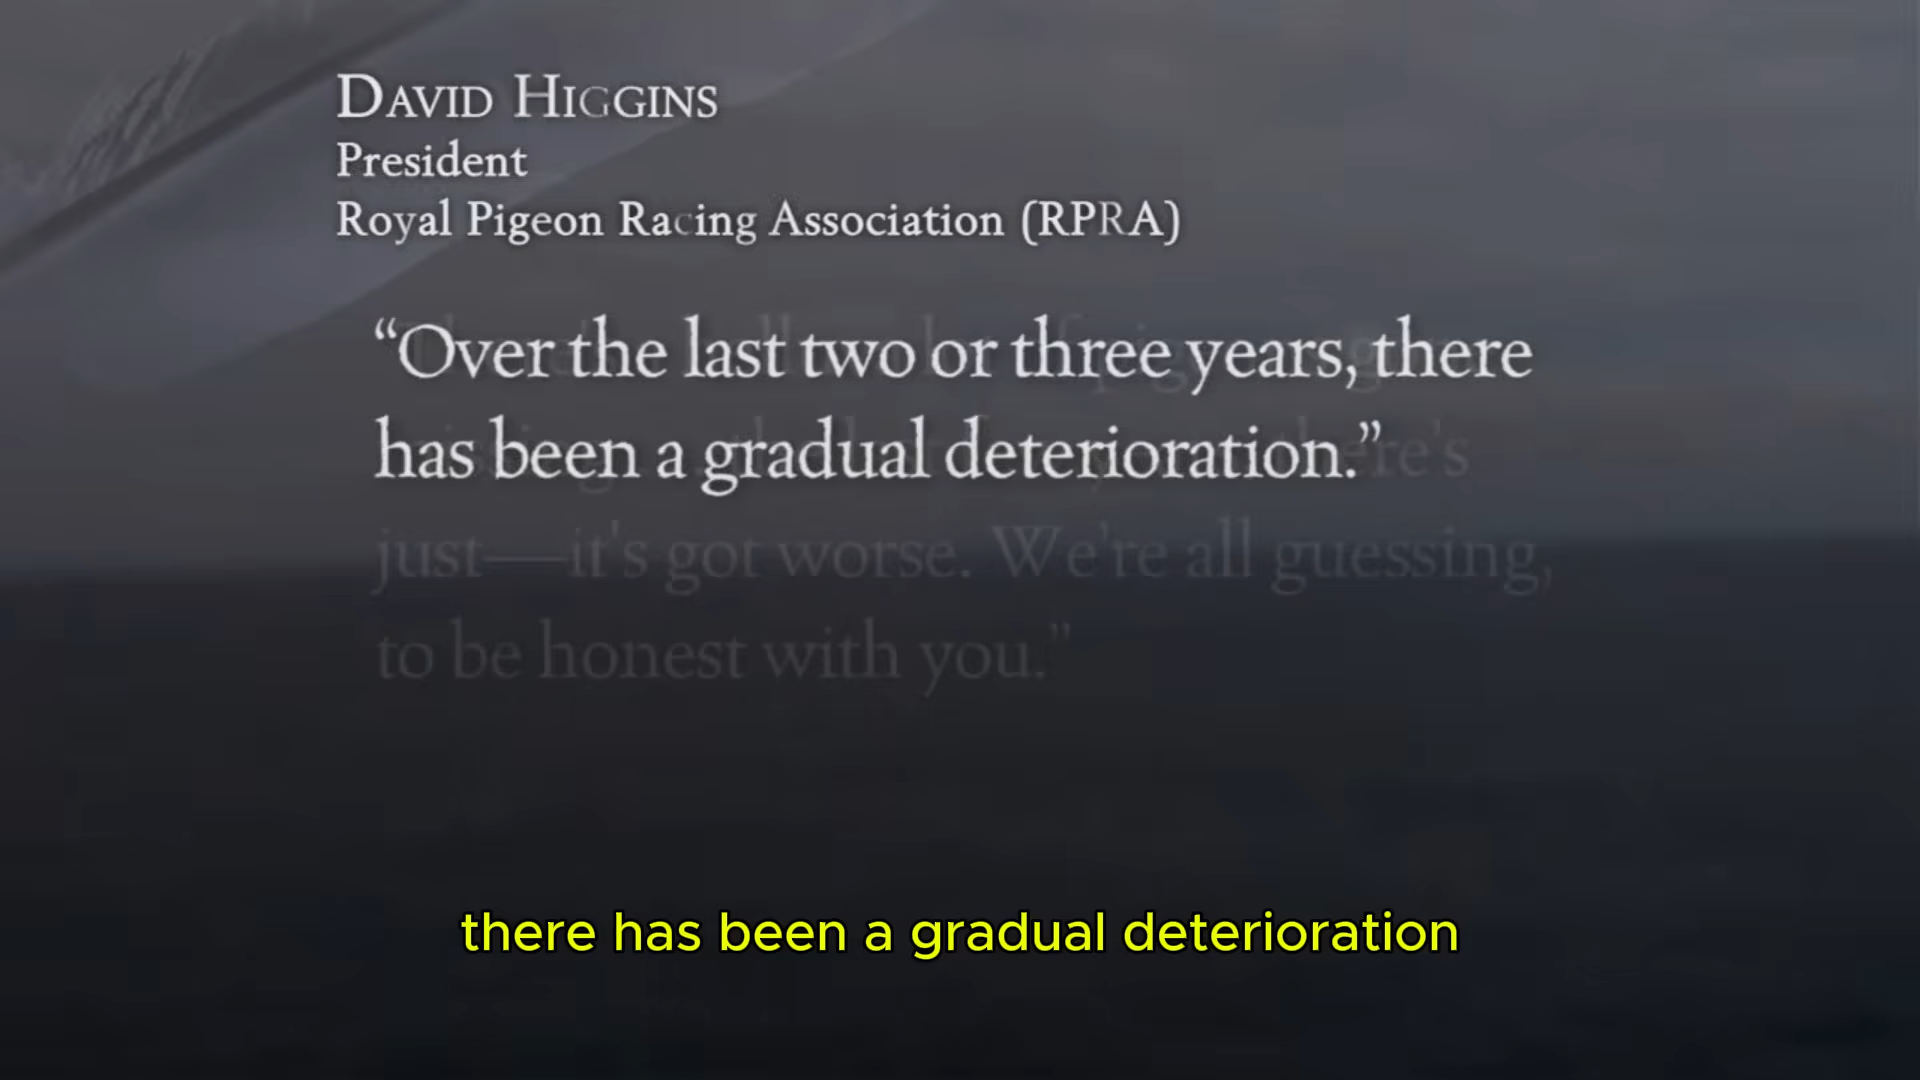 DAVID HIGGINS
President
Royal Pigeon Racing Association (RPRA)
“Over the last two or three years, there
has been a gradual deterioration.”
there's
just—it's got worse. We're all guessing,
to be honest with you.”
there has been a gradual deterioration